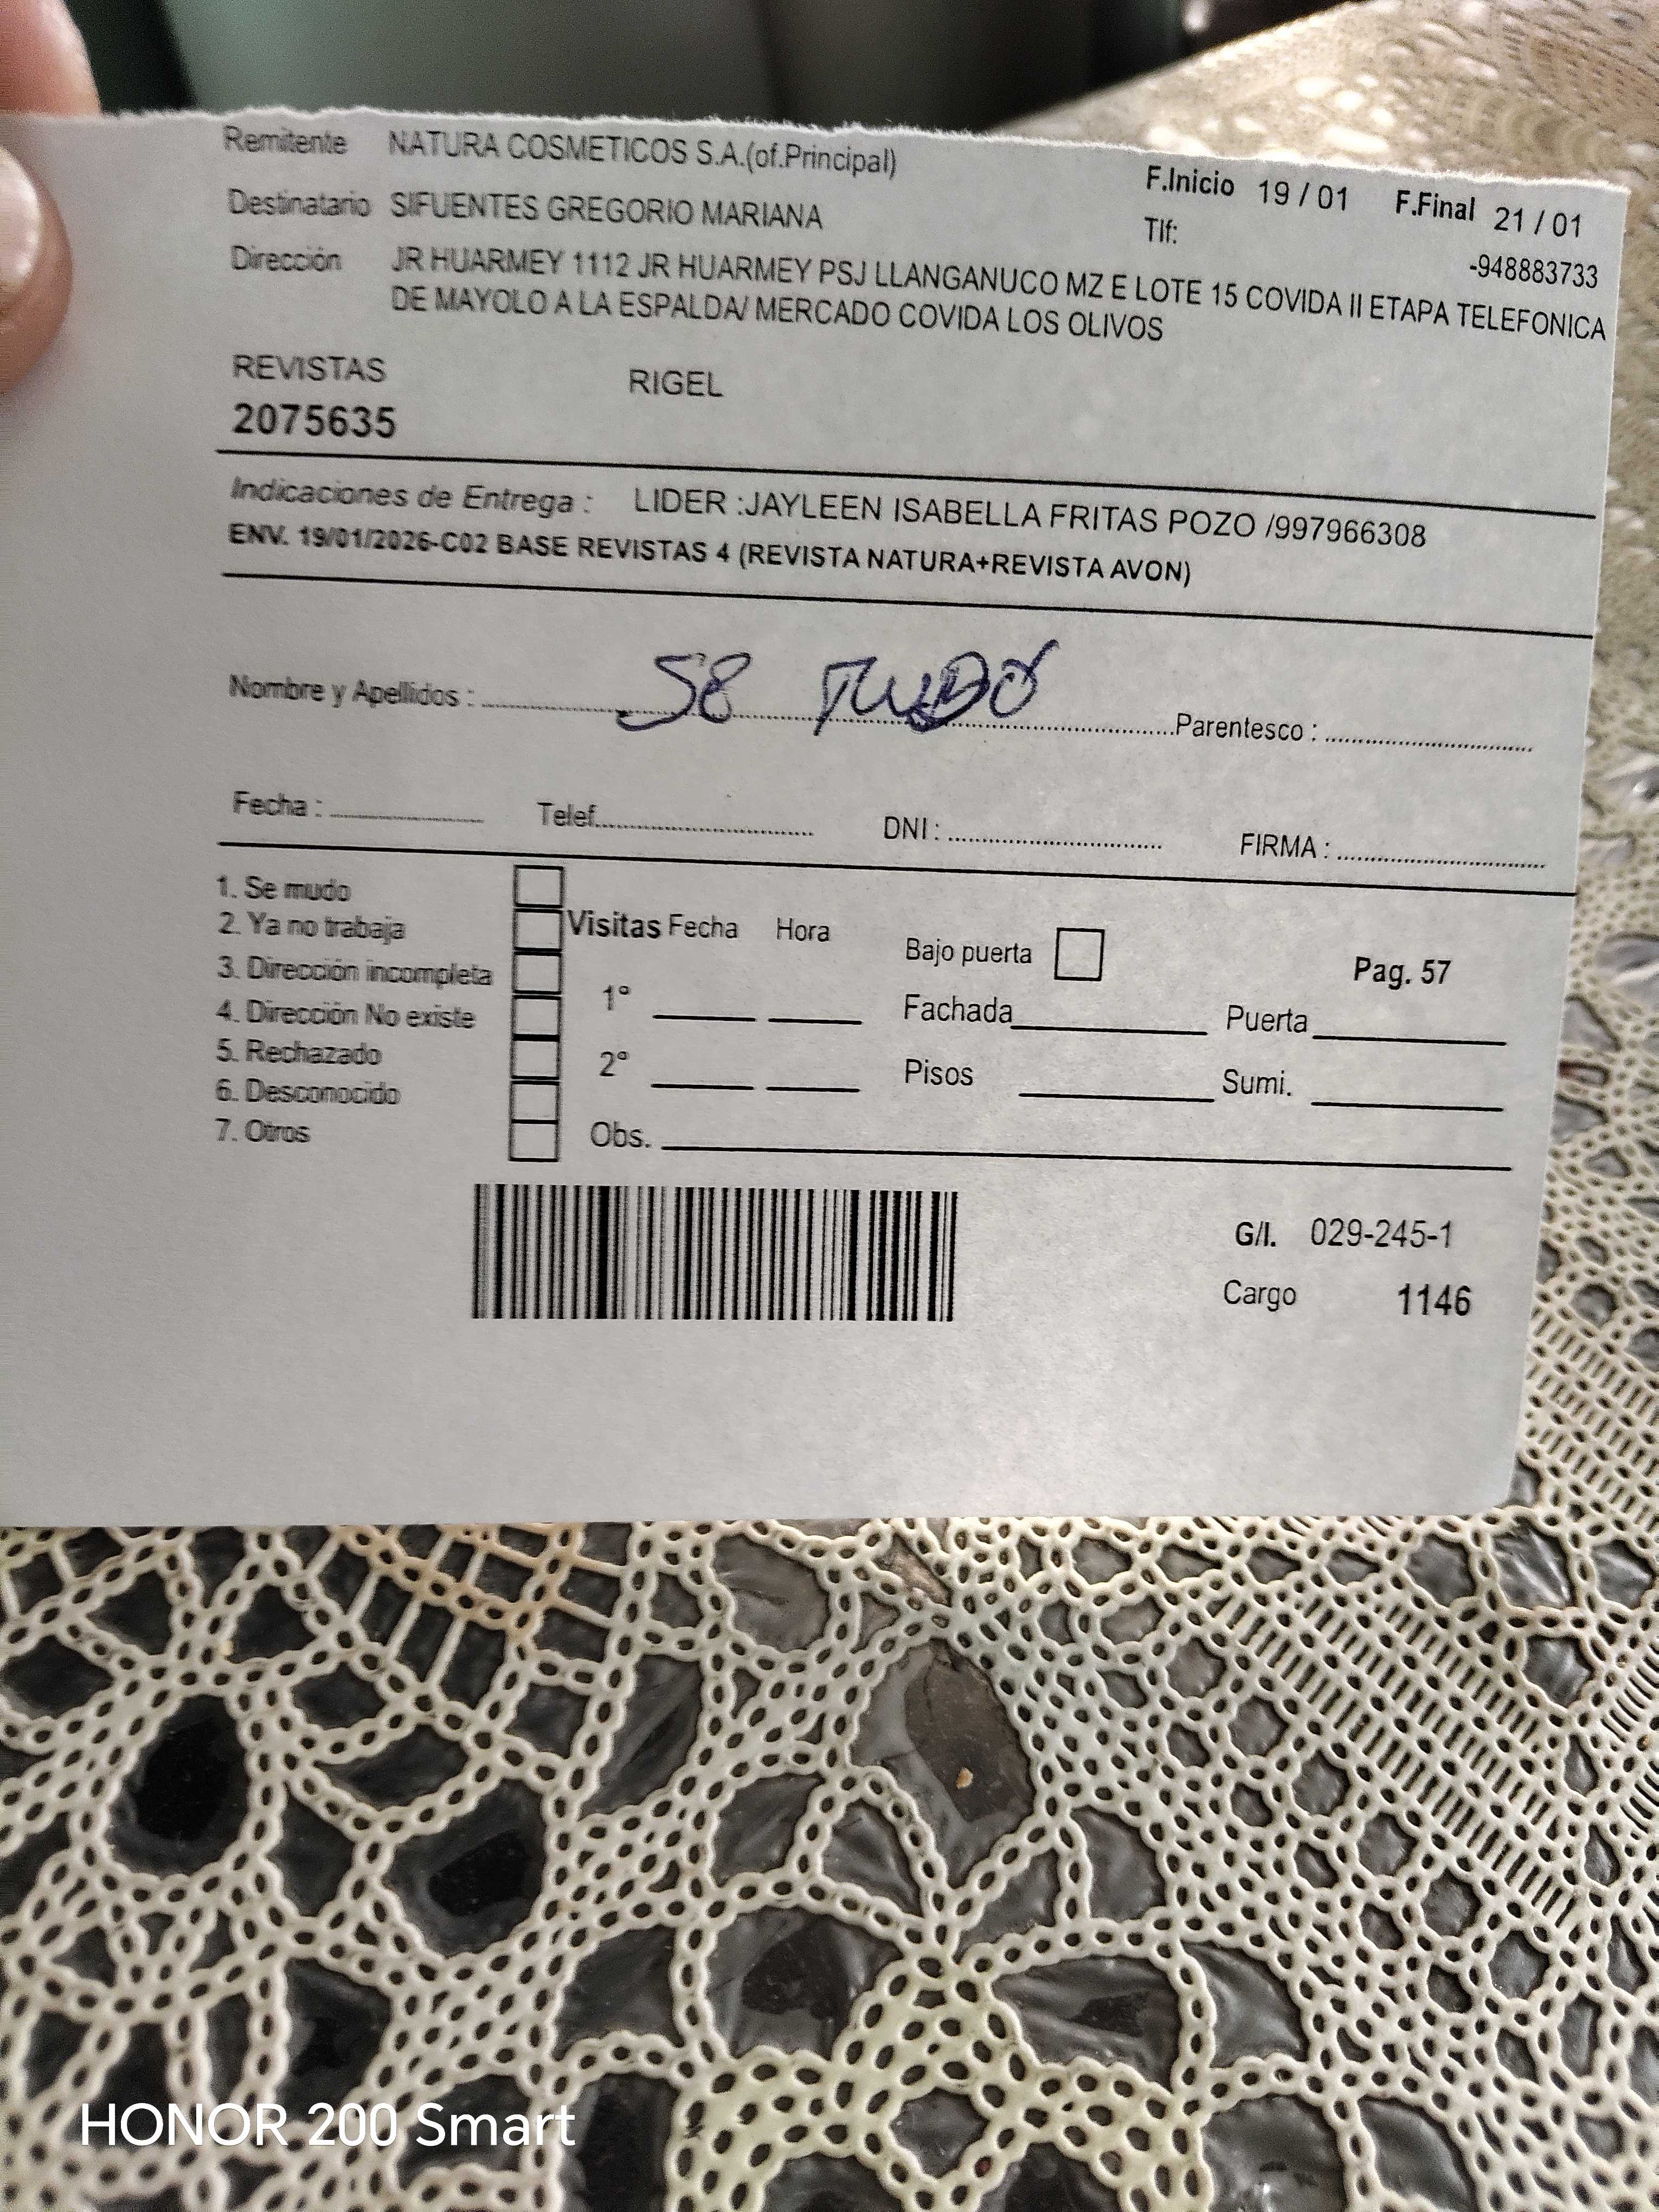 Remitente NATURA COSMETICOS S.A.(of.Principal)
F.Inicio 19 / 01 F.Final 21 / 01
Destinatario SIFUENTES GREGORIO MARIANA
Tlf: -948883733
Dirección JR HUARMEY 1112 JR HUARMEY PSJ LLANGANUCO MZ E LOTE 15 COVIDA II ETAPA TELEFONICA
DE MAYOLO A LA ESPALDA/ MERCADO COVIDA LOS OLIVOS
REVISTAS RIGEL
2075635
Indicaciones de Entrega : LIDER :JAYLEEN ISABELLA FRITAS POZO /997966308
ENV. 19/01/2026-C02 BASE REVISTAS 4 (REVISTA NATURA+REVISTA AVON)
Nombre y Apellidos : Se Parentesco :
Fecha : Telef. DNI : FIRMA :
1. Se mudo
2. Ya no trabaja Visitas Fecha Hora Bajo puerta Pag. 57
3. Dirección incompleta
4. Dirección No existe 1° Fachada Puerta
5. Rechazado
6. Desconocido 2° Pisos Sumi.
7. Otros Obs.
G/I. 029-245-1
Cargo 1146
HONOR 200 Smart